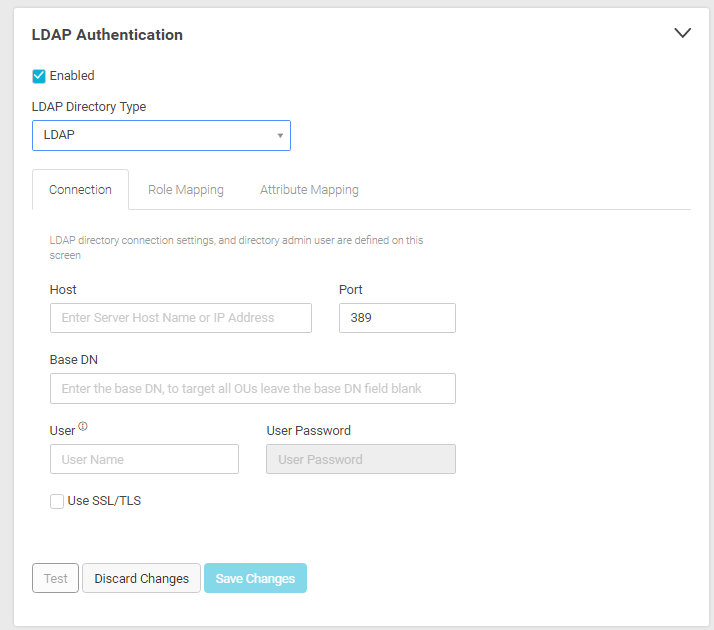 LDAP Authentication
Enabled
LDAP Directory Type
LDAP
Connection Role Mapping Attribute Mapping
LDAP directory connection settings, and directory admin user are defined on this
screen
Host Port
Enter Server Host Name or IP Address 389
Base DN
Enter the base DN, to target all OUs leave the base DN field blank
User User Password
User Name User Password
Use SSL/TLS
Test Discard Changes Save Changes